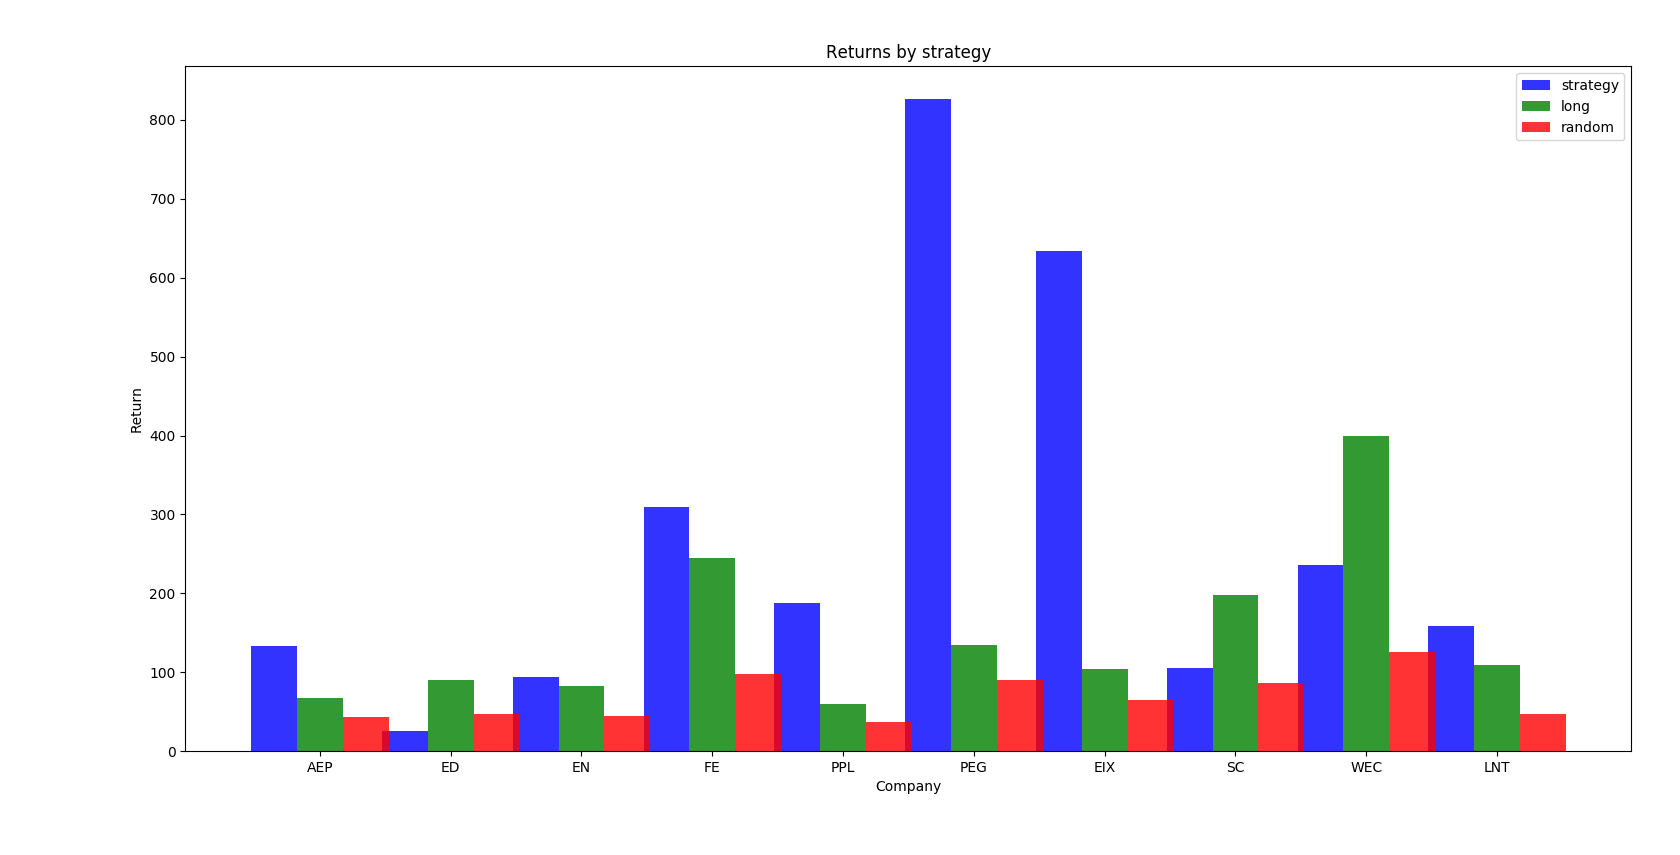 Returns by strategy
strategy
long
random
Return
800
700
600
500
400
300
200
100
0
AEP ED EN FE PPL PEG EIX SC WEC LNT
Company